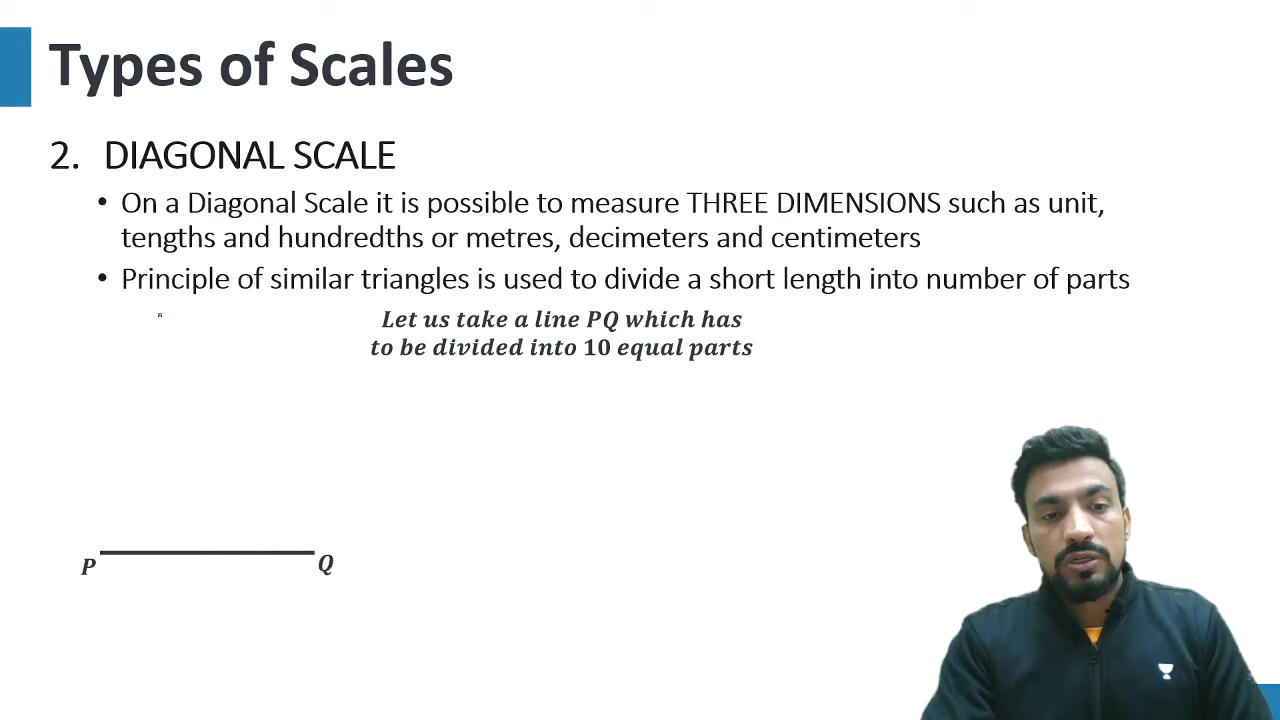 Types of Scales
2. DIAGONAL SCALE
• On a Diagonal Scale it is possible to measure THREE DIMENSIONS such as unit,
tengths and hundredths or metres, decimeters and centimeters
• Principle of similar triangles is used to divide a short length into number of parts
Let us take a line PQ which has
to be divided into 10 equal parts
P Q